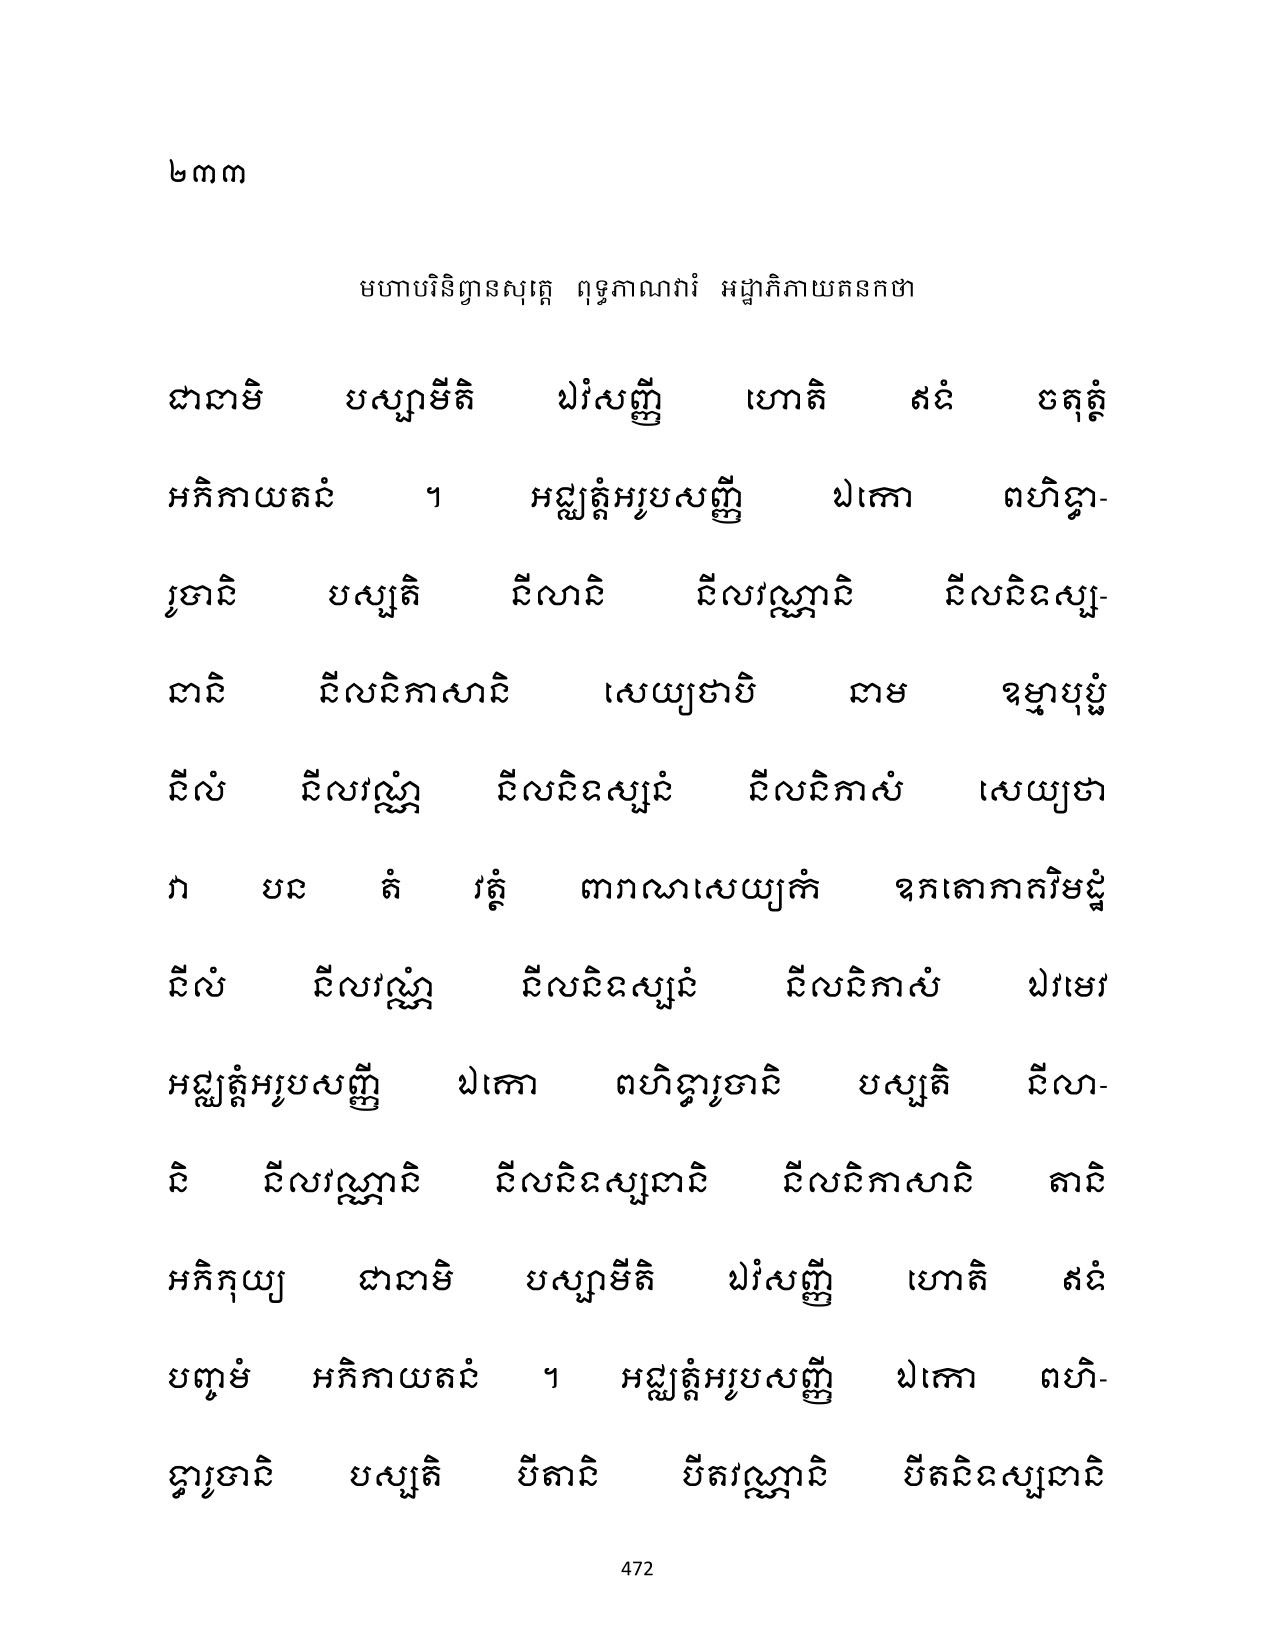 ២៣៣
មហាបរិនិព្វានសុត្តេ ពុទ្ធភាណវារំ អដ្ឋាភិភាយតនកថា
ជានាមិ បស្សាមីតិ ឯវំសញ្ញី ហោតិ ឥទំ ចតុត្ថំ
អភិភាយតនំ ។ អជ្ឈត្តំអរូបសញ្ញី ឯកោ ពហិទ្ធា-
រូបានិ បស្សតិ នីលានិ នីលវណ្ណានិ នីលនិទស្ស-
នានិ នីលនិភាសានិ សេយ្យថាបិ នាម ឧម្មាបុប្ផំ
នីលំ នីលវណ្ណំ នីលនិទស្សនំ នីលនិភាសំ សេយ្យថា
វា បន តំ វត្ថំ ពារាណសេយ្យកំ ឧភតោភាគវិមដ្ឋំ
នីលំ នីលវណ្ណំ នីលនិទស្សនំ នីលនិភាសំ ឯវមេវ
អជ្ឈត្តំអរូបសញ្ញី ឯកោ ពហិទ្ធារូបានិ បស្សតិ នីលា-
និ នីលវណ្ណានិ នីលនិទស្សនានិ នីលនិភាសានិ តានិ
អភិភុយ្យ ជានាមិ បស្សាមីតិ ឯវំសញ្ញី ហោតិ ឥទំ
បញ្ចមំ អភិភាយតនំ ។ អជ្ឈត្តំអរូបសញ្ញី ឯកោ ពហិ-
ទ្ធារូបានិ បស្សតិ បីតានិ បីតវណ្ណានិ បីតនិទស្សនានិ
472